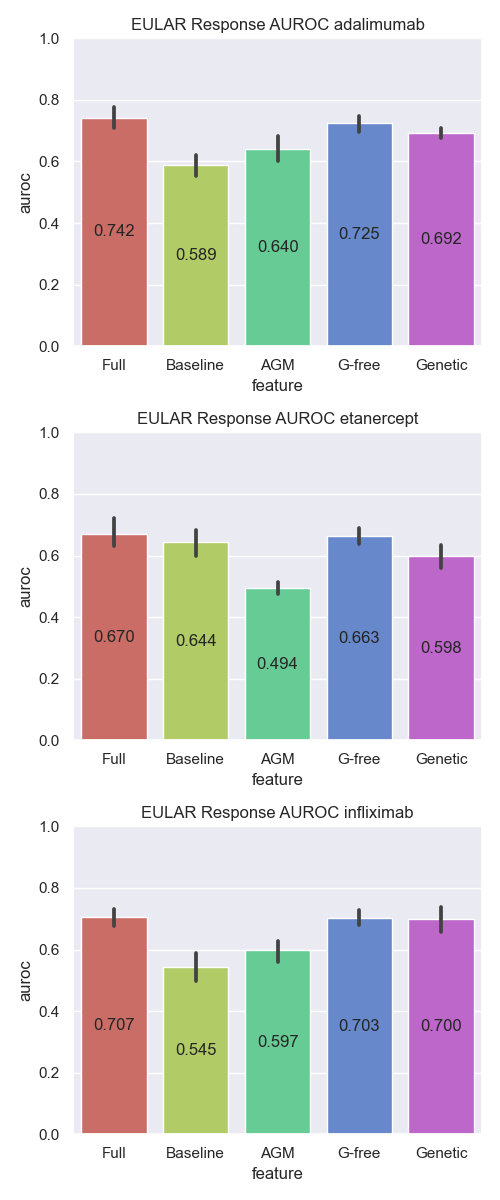 EULAR Response AUROC adalimumab
1.0
0.8
0.6
0.4
0.2
0.0
auroc
0.742
0.589
0.640
0.725
0.692
Full Baseline AGM G-free Genetic
feature
EULAR Response AUROC etanercept
1.0
0.8
0.6
0.4
0.2
0.0
auroc
0.670
0.644
0.494
0.663
0.598
Full Baseline AGM G-free Genetic
feature
EULAR Response AUROC infliximab
1.0
0.8
0.6
0.4
0.2
0.0
auroc
0.707
0.545
0.597
0.703
0.700
Full Baseline AGM G-free Genetic
feature